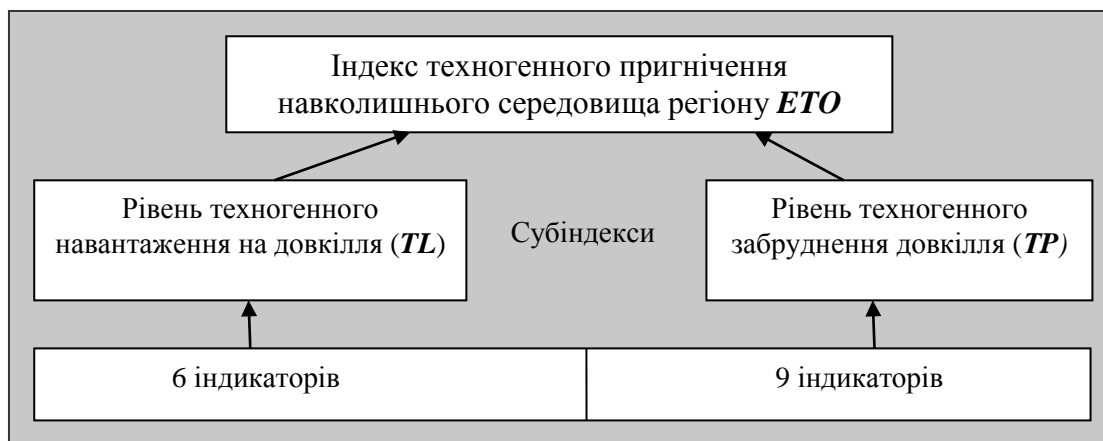 Індекс техногенного пригнічення
навколишнього середовища регіону ETO
Рівень техногенного
навантаження на довкілля (TL)
Субіндекси
Рівень техногенного
забруднення довкілля (TP)
6 індикаторів
9 індикаторів